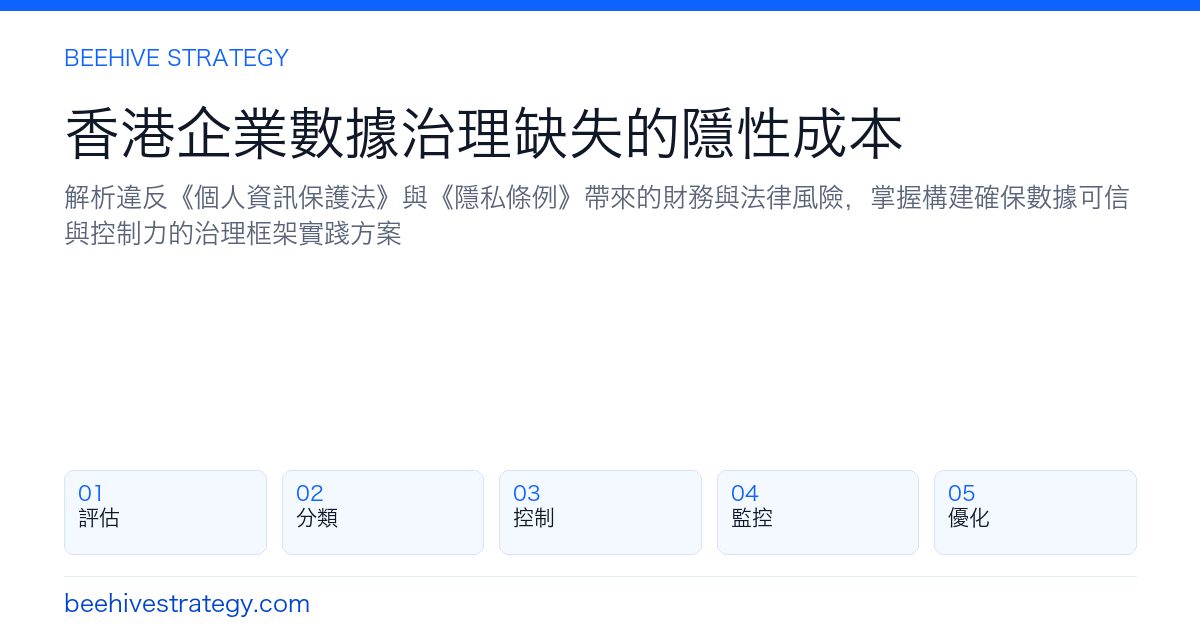 BEEHIVE STRATEGY
香港企業數據治理缺失的隱性成本
解析違反《個人資訊保護法》與《隱私條例》帶來的財務與法律風險，掌握構建確保數據可信
與控制力的治理框架實踐方案
01
評估
02
分類
03
控制
04
監控
05
優化
beehivestrategy.com